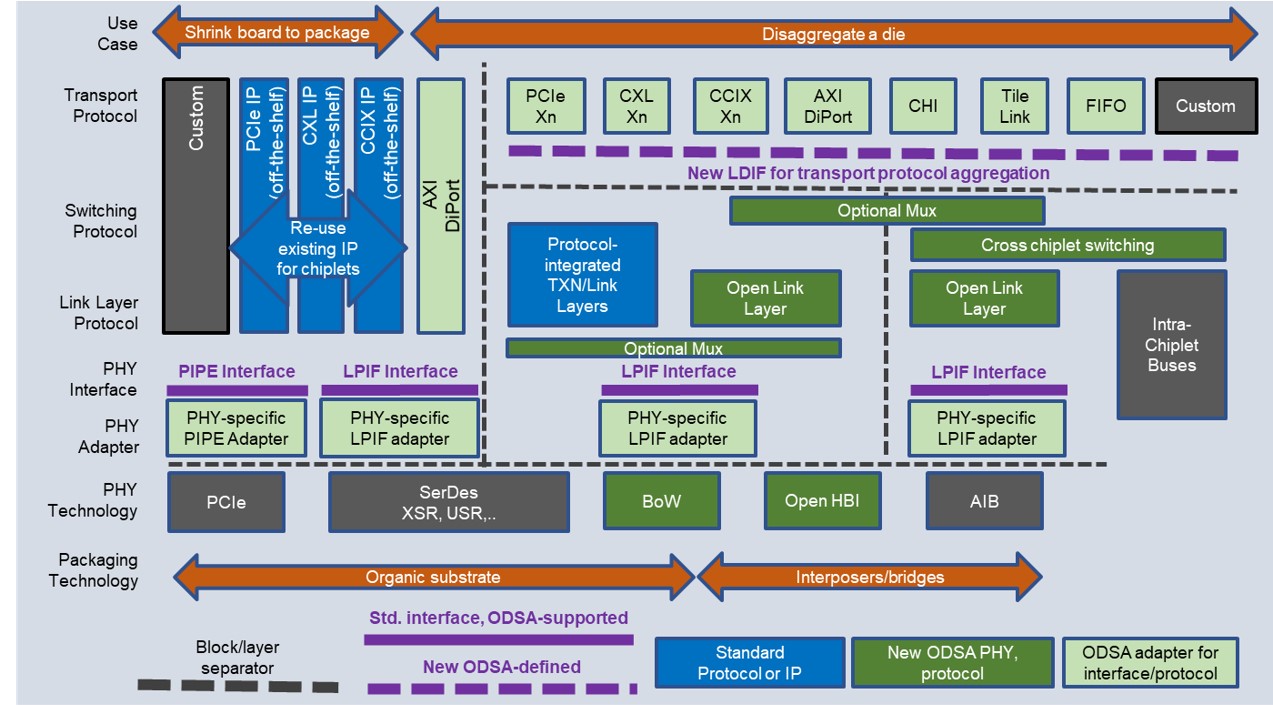 Use
Case
Shrink board to package
Disaggregate a die
Transport
Protocol
Custom
PCIe IP
(off-the-shelf)
CXL IP
(off-the-shelf)
CCIX IP
(off-the-shelf)
AXI
DiPort
PCIe
Xn
CXL
Xn
CCIX
Xn
AXI
DiPort
CHI
Tile
Link
FIFO
Custom
New LDIF for transport protocol aggregation
Switching
Protocol
Optional Mux
Re-use
existing IP
for chiplets
Protocol-
integrated
TXN/Link
Layers
Cross chiplet switching
Link Layer
Protocol
Open Link
Layer
Open Link
Layer
Intra-
Chiplet
Buses
Optional Mux
PHY
Interface
PIPE Interface
LPIF Interface
LPIF Interface
LPIF Interface
PHY
Adapter
PHY-specific
PIPE Adapter
PHY-specific
LPIF adapter
PHY-specific
LPIF adapter
PHY-specific
LPIF adapter
PHY
Technology
PCIe
SerDes
XSR, USR,..
BoW
Open HBI
AIB
Packaging
Technology
Organic substrate
Interposers/bridges
Block/layer
separator
Std. interface, ODSA-supported
New ODSA-defined
Standard
Protocol or IP
New ODSA PHY,
protocol
ODSA adapter for
interface/protocol